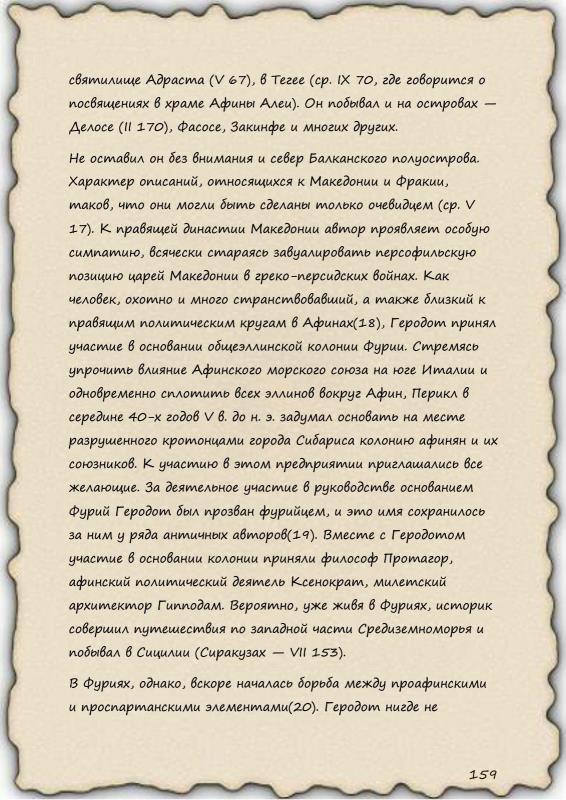 святилище Адраста (V 67), в Тегее (ср. IX 70, где говорится о
посвящениях в храме Афины Алеи). Он побывал и на островах —
Делосе (II 170), Фасосе, Закинфе и многих других.
Не оставил он без внимания и север Балканского полуострова.
Характер описаний, относящихся к Македонии и Фракии,
таков, что они могли быть сделаны только очевидцем (ср. V
17). К правящей династии Македонии автор проявляет особую
симпатию, всячески стараясь завуалировать персофильскую
позицию царей Македонии в греко-персидских войнах. Как
человек, охотно и много странствовавший, а также близкий к
правящим политическим кругам в Афинах(18), Геродот принял
участие в основании общеэллинской колонии Фурии. Стремясь
упрочить влияние Афинского морского союза на юге Италии и
одновременно сплотить всех эллинов вокруг Афин, Перикл в
середине 40-х годов V в. до н. э. задумал основать на месте
разрушенного кротонцами города Сибариса колонию афинян и их
союзников. К участию в этом предприятии приглашались все
желающие. За деятельное участие в руководстве основанием
Фурий Геродот был прозван фурийцем, и это имя сохранилось
за ним у ряда античных авторов(19). Вместе с Геродотом
участие в основании колонии приняли философ Протагор,
афинский политический деятель Ксенократ, милетский
архитектор Гипподам. Вероятно, уже живя в Фуриях, историк
совершил путешествия по западной части Средиземноморья и
побывал в Сицилии (Сиракузах — VII 153).
В Фуриях, однако, вскоре началась борьба между проафинскими
и проспартанскими элементами(20). Геродот нигде не
159